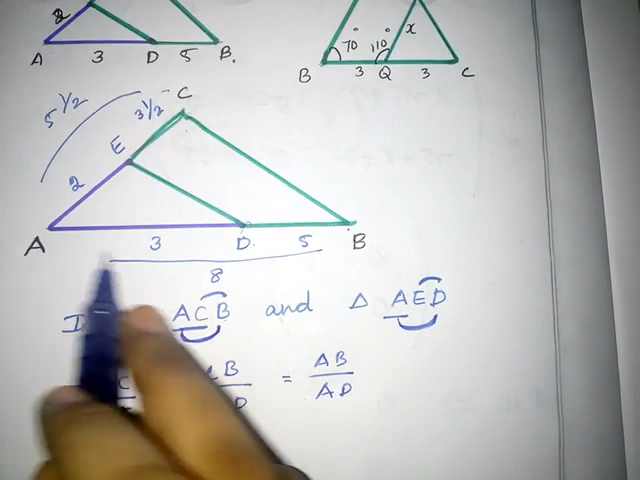 2
A 3 D 5 B.
70° 110° x
B 3 Q 3 C
5 1/2
3 1/2
C
E
2
A 3 D. 5 B
8
ACB and Δ AED
= AB/AD